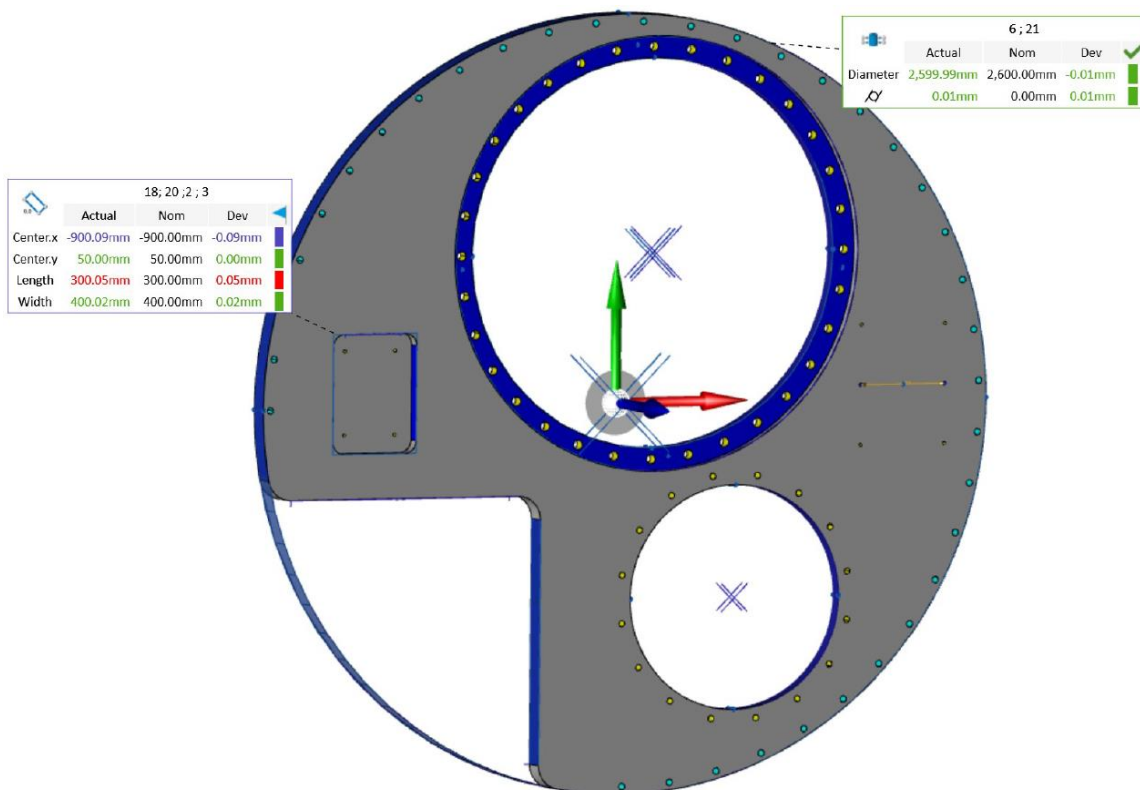 6 ; 21
Actual Nom Dev
Diameter 2,599.99mm 2,600.00mm -0.01mm
0.01mm 0.00mm 0.01mm
18; 20 ;2 ; 3
Actual Nom Dev
Center.x -900.09mm -900.00mm -0.09mm
Center.y 50.00mm 50.00mm 0.00mm
Length 300.05mm 300.00mm 0.05mm
Width 400.02mm 400.00mm 0.02mm